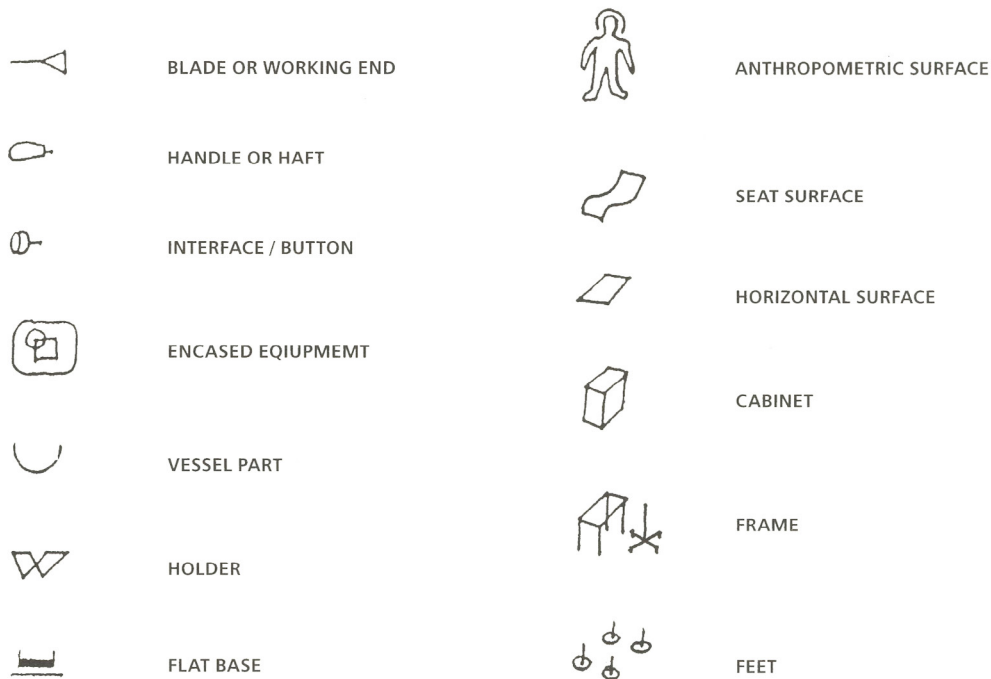 BLADE OR WORKING END
HANDLE OR HAFT
INTERFACE / BUTTON
ENCASED EQIUPMEMT
VESSEL PART
HOLDER
FLAT BASE
ANTHROPOMETRIC SURFACE
SEAT SURFACE
HORIZONTAL SURFACE
CABINET
FRAME
FEET